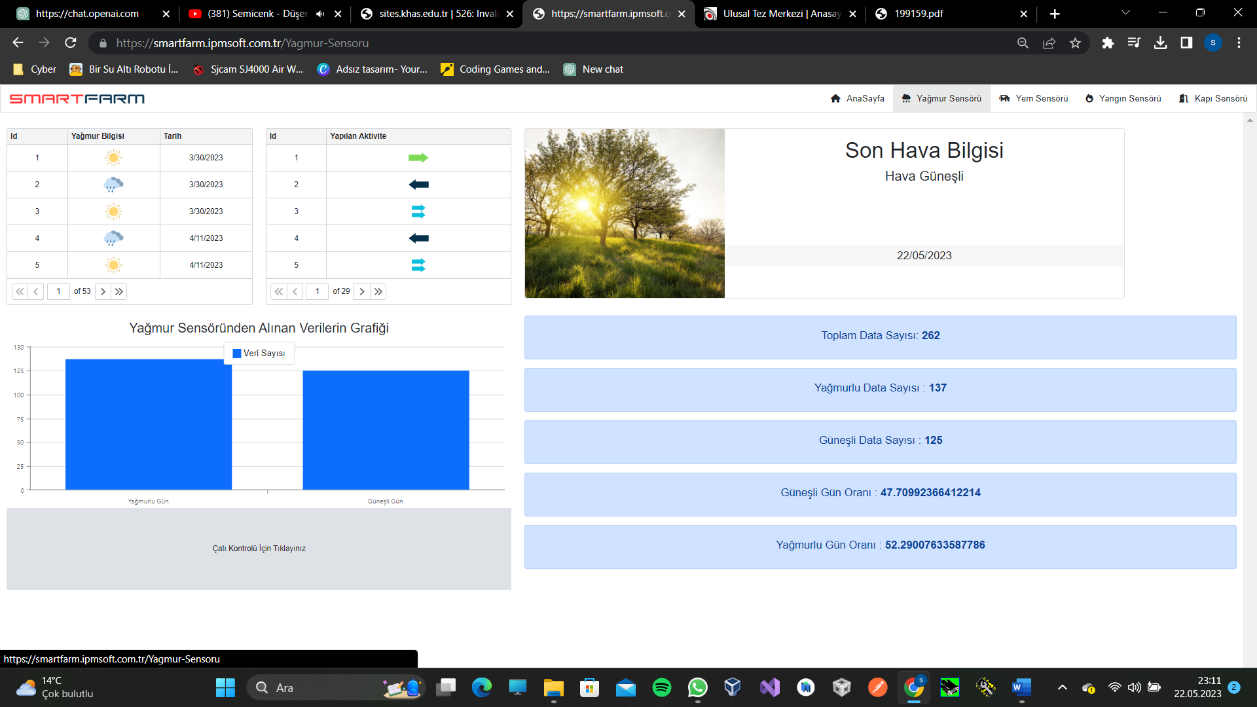 https://chat.openai.com
(381) Semicenk - Düşer
sites.khas.edu.tr | 526: Inval
https://smartfarm.ipmsoft.c
Ulusal Tez Merkezi | Anasay
199159.pdf
https://smartfarm.ipmsoft.com.tr/Yagmur-Sensoru
S
Cyber
Bir Su Altı Robotu İ...
Sjcam SJ4000 Air W...
Adsız tasarım- Your...
Coding Games and...
New chat
SMARTFARM
AnaSayfa
Yağmur Sensörü
Yem Sensörü
Yangın Sensörü
Kapı Sensörü
Id Yağmur Bilgisi Tarih
1 3/30/2023
2 3/30/2023
3 3/30/2023
4 4/11/2023
5 4/11/2023
1 of 53
Id Yapılan Aktivite
1
2
3
4
5
1 of 29
Son Hava Bilgisi
Hava Güneşli
22/05/2023
Yağmur Sensöründen Alınan Verilerin Grafiği
Veri Sayısı
150
125
100
75
50
25
0
Yağmurlu Gün
Güneşli Gün
Çatı Kontrolü İçin Tıklayınız
Toplam Data Sayısı: 262
Yağmurlu Data Sayısı : 137
Güneşli Data Sayısı : 125
Güneşli Gün Oranı : 47.70992366412214
Yağmurlu Gün Oranı : 52.29007633587786
https://smartfarm.ipmsoft.com.tr/Yagmur-Sensoru
14°C
Çok bulutlu
Ara
23:11
22.05.2023
2